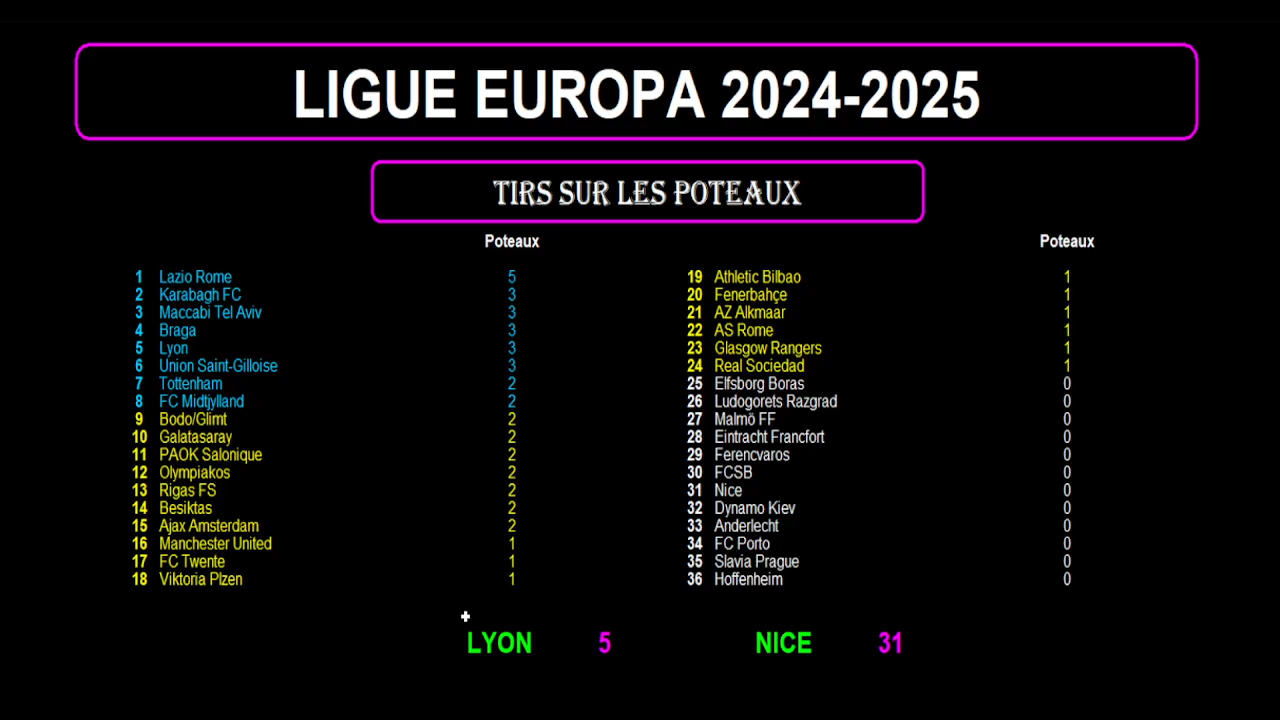 LIGUE EUROPA 2024-2025
TIRS SUR LES POTEAUX
Poteaux
1 Lazio Rome 5
2 Karabagh FC 3
3 Maccabi Tel Aviv 3
4 Braga 3
5 Lyon 3
6 Union Saint-Gilloise 3
7 Tottenham 2
8 FC Midtjylland 2
9 Bodo/Glimt 2
10 Galatasaray 2
11 PAOK Salonique 2
12 Olympiakos 2
13 Rigas FS 2
14 Besiktas 2
15 Ajax Amsterdam 2
16 Manchester United 1
17 FC Twente 1
18 Viktoria Plzen 1
Poteaux
19 Athletic Bilbao 1
20 Fenerbahçe 1
21 AZ Alkmaar 1
22 AS Rome 1
23 Glasgow Rangers 1
24 Real Sociedad 1
25 Elfsborg Boras 0
26 Ludogorets Razgrad 0
27 Malmö FF 0
28 Eintracht Francfort 0
29 Ferencvaros 0
30 FCSB 0
31 Nice 0
32 Dynamo Kiev 0
33 Anderlecht 0
34 FC Porto 0
35 Slavia Prague 0
36 Hoffenheim 0
LYON 5 NICE 31